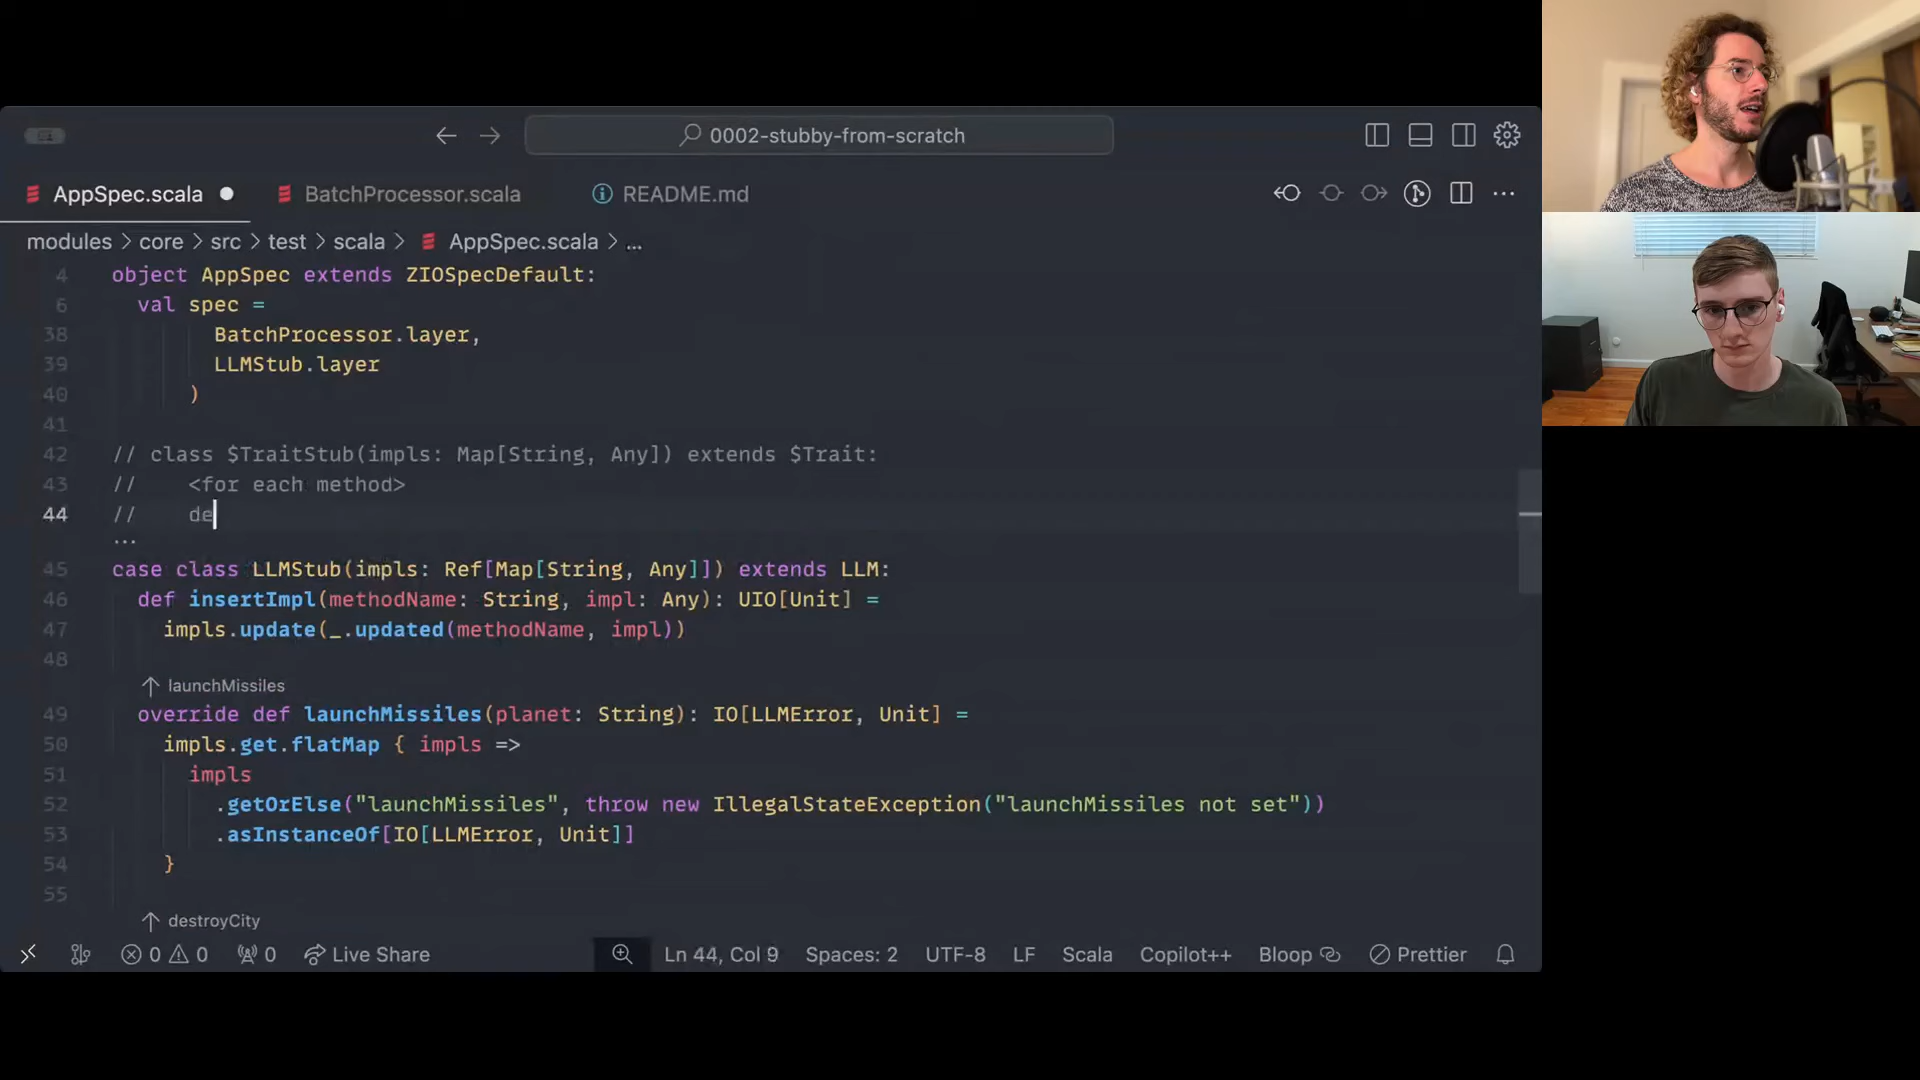 0002-stubby-from-scratch
AppSpec.scala
BatchProcessor.scala
README.md
modules > core > src > test > scala > AppSpec.scala > ...
4 object AppSpec extends ZIOSpecDefault:
6 val spec =
38 BatchProcessor.layer,
39 LLMStub.layer
40 )
41
42 // class $TraitStub(impls: Map[String, Any]) extends $Trait:
43 // <for each method>
44 // de
...
45 case class LLMStub(impls: Ref[Map[String, Any]]) extends LLM:
46 def insertImpl(methodName: String, impl: Any): UIO[Unit] =
47 impls.update(_.updated(methodName, impl))
48
launchMissiles
49 override def launchMissiles(planet: String): IO[LLMError, Unit] =
50 impls.get.flatMap { impls =>
51 impls
52 .getOrElse("launchMissiles", throw new IllegalStateException("launchMissiles not set"))
53 .asInstanceOf[IO[LLMError, Unit]]
54 }
55
destroyCity
0 0 0 Live Share Ln 44, Col 9 Spaces: 2 UTF-8 LF Scala Copilot++ Bloop Prettier